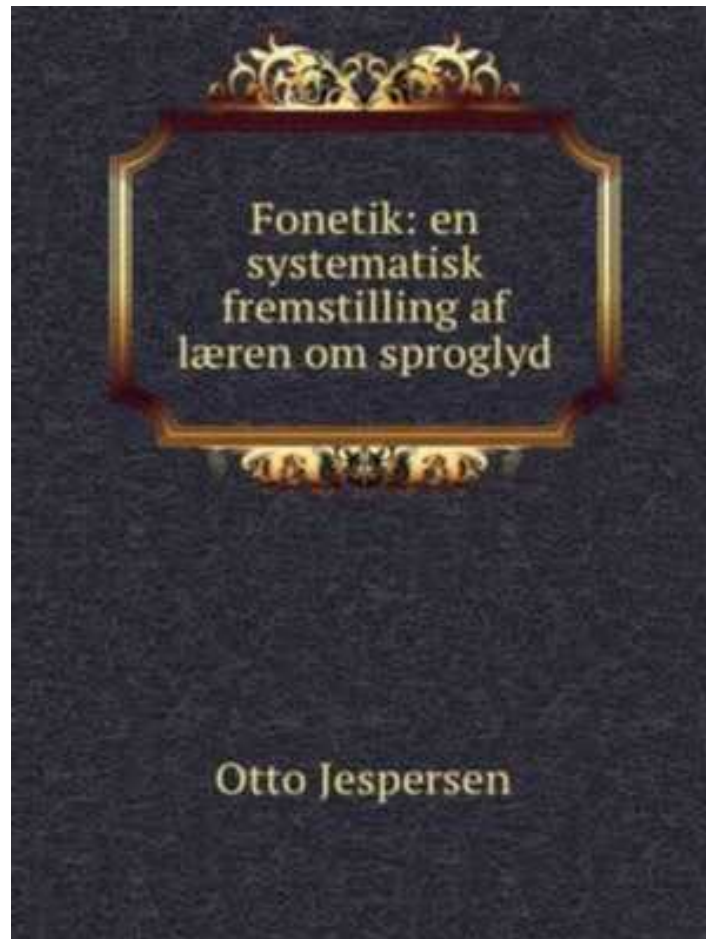 Fonetik: en
systematisk
fremstilling af
læren om sproglyd
Otto Jespersen